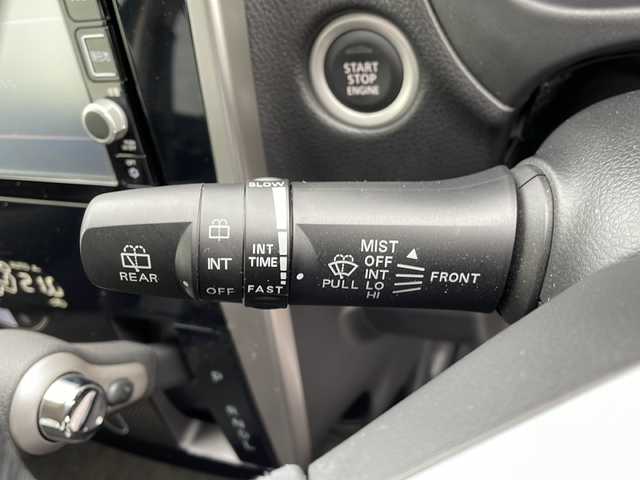 START
STOP
ENGINE
SLOW
INT
TIME
FAST
INT
OFF
REAR
MIST
OFF
INT
LO
HI
PULL
FRONT
P